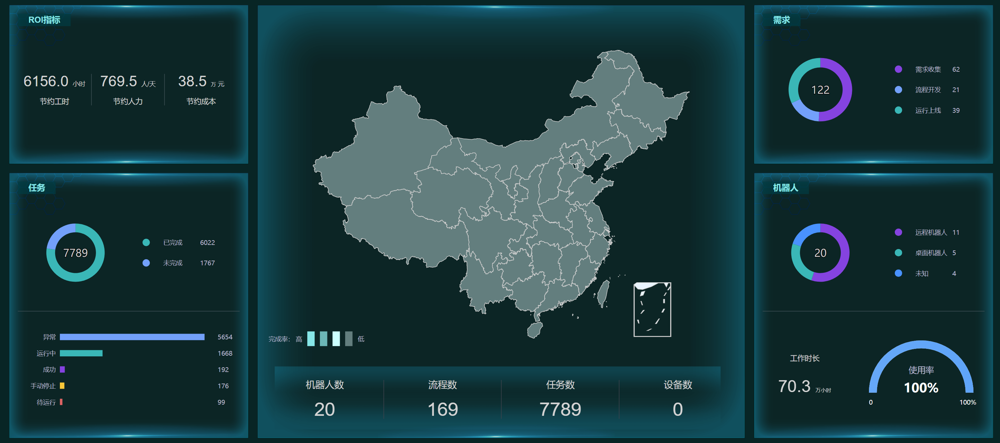 ROI指标
6156.0 小时
节约工时
769.5 人/天
节约人力
38.5 万 元
节约成本
任务
7789
已完成 6022
未完成 1767
异常 5654
运行中 1668
成功 192
手动停止 176
待运行 99
完成率： 高 低
机器人数 流程数 任务数 设备数
20 169 7789 0
需求
122
需求收集 62
流程开发 21
运行上线 39
机器人
20
远程机器人 11
桌面机器人 5
未知 4
工作时长
70.3 万小时
使用率
100%
0 100%